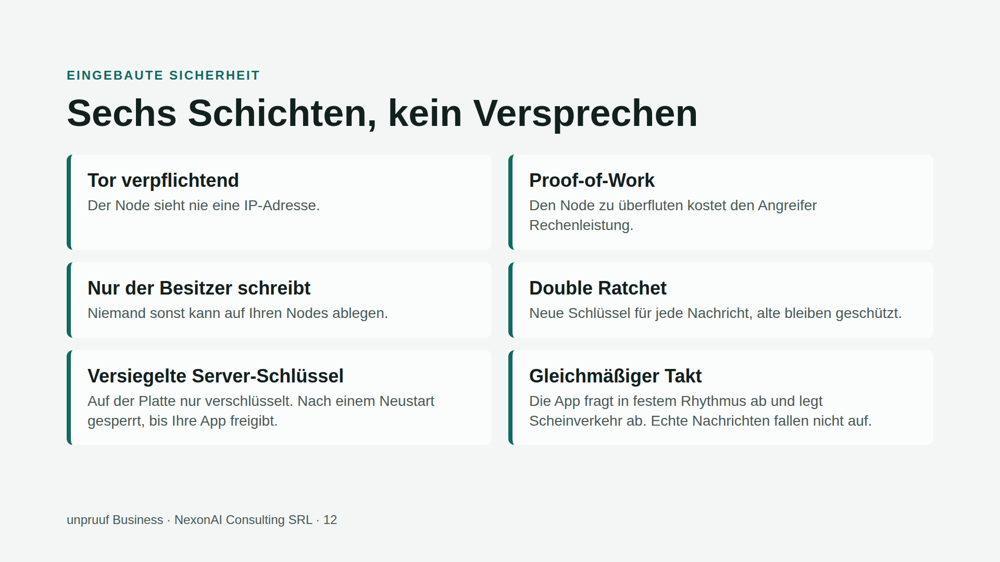 EINGEBAUTE SICHERHEIT
Sechs Schichten, kein Versprechen
Tor verpflichtend
Der Node sieht nie eine IP-Adresse.
Proof-of-Work
Den Node zu überfluten kostet den Angreifer
Rechenleistung.
Nur der Besitzer schreibt
Niemand sonst kann auf Ihren Nodes ablegen.
Double Ratchet
Neue Schlüssel für jede Nachricht, alte bleiben geschützt.
Versiegelte Server-Schlüssel
Auf der Platte nur verschlüsselt. Nach einem Neustart
gesperrt, bis Ihre App freigibt.
Gleichmäßiger Takt
Die App fragt in festem Rhythmus ab und legt
Scheinverkehr ab. Echte Nachrichten fallen nicht auf.
unpruuf Business · NexonAI Consulting SRL · 12